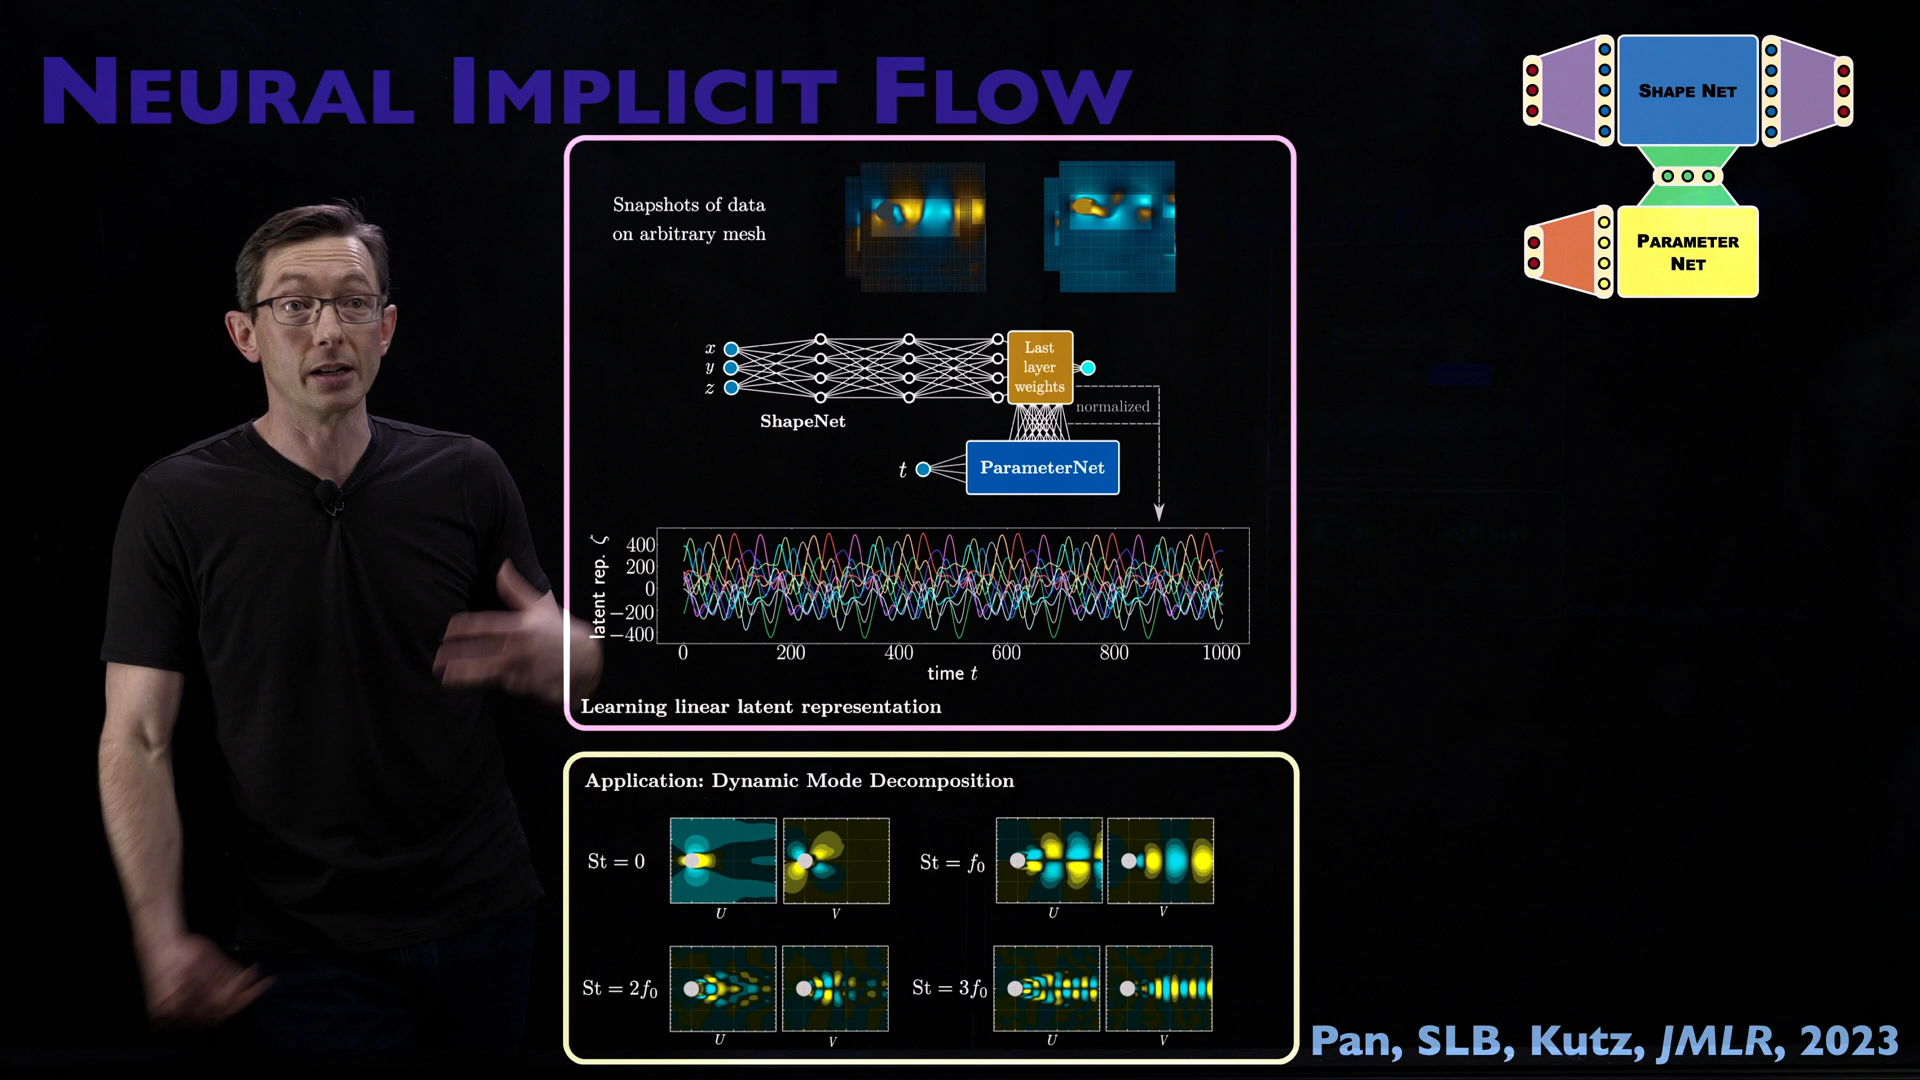 NEURAL IMPLICIT FLOW
SHAPE NET
PARAMETER
NET
Snapshots of data
on arbitrary mesh
x
y
z
Last
layer
weights
normalized
ShapeNet
t
ParameterNet
latent rep. ζ
400
200
0
−200
−400
0 200 400 600 800 1000
time t
Learning linear latent representation
Application: Dynamic Mode Decomposition
St = 0
U V
St = f₀
U V
St = 2f₀
U V
St = 3f₀
U V
Pan, SLB, Kutz, JMLR, 2023